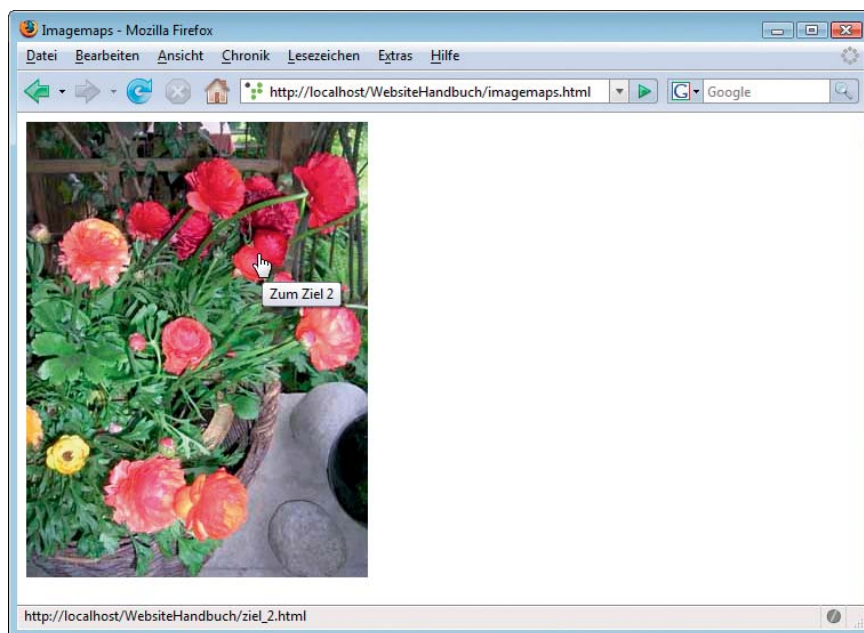 Imagemaps - Mozilla Firefox
Datei Bearbeiten Ansicht Chronik Lesezeichen Extras Hilfe
http://localhost/WebsiteHandbuch/imagemaps.html G Google
Zum Ziel 2
http://localhost/WebsiteHandbuch/ziel_2.html